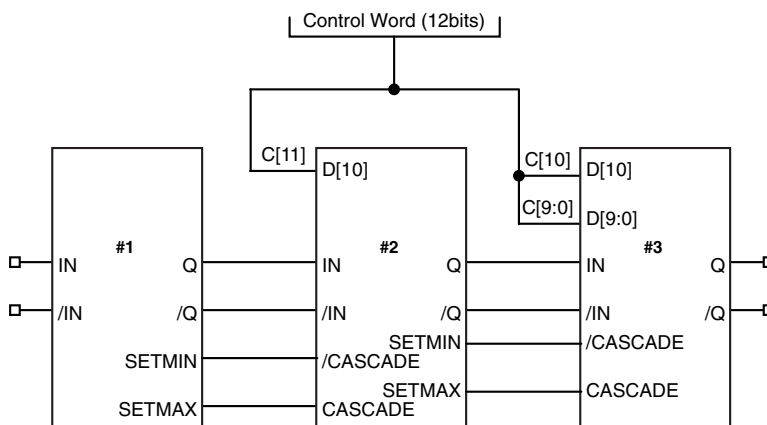 Control Word (12bits)
C[11]
D[10]
C[10]
D[10]
C[9:0]
D[9:0]
#1
#2
#3
IN
Q
IN
Q
IN
Q
/IN
/Q
/IN
/Q
/IN
/Q
SETMIN
/CASCADE
SETMIN
/CASCADE
SETMAX
CASCADE
SETMAX
CASCADE